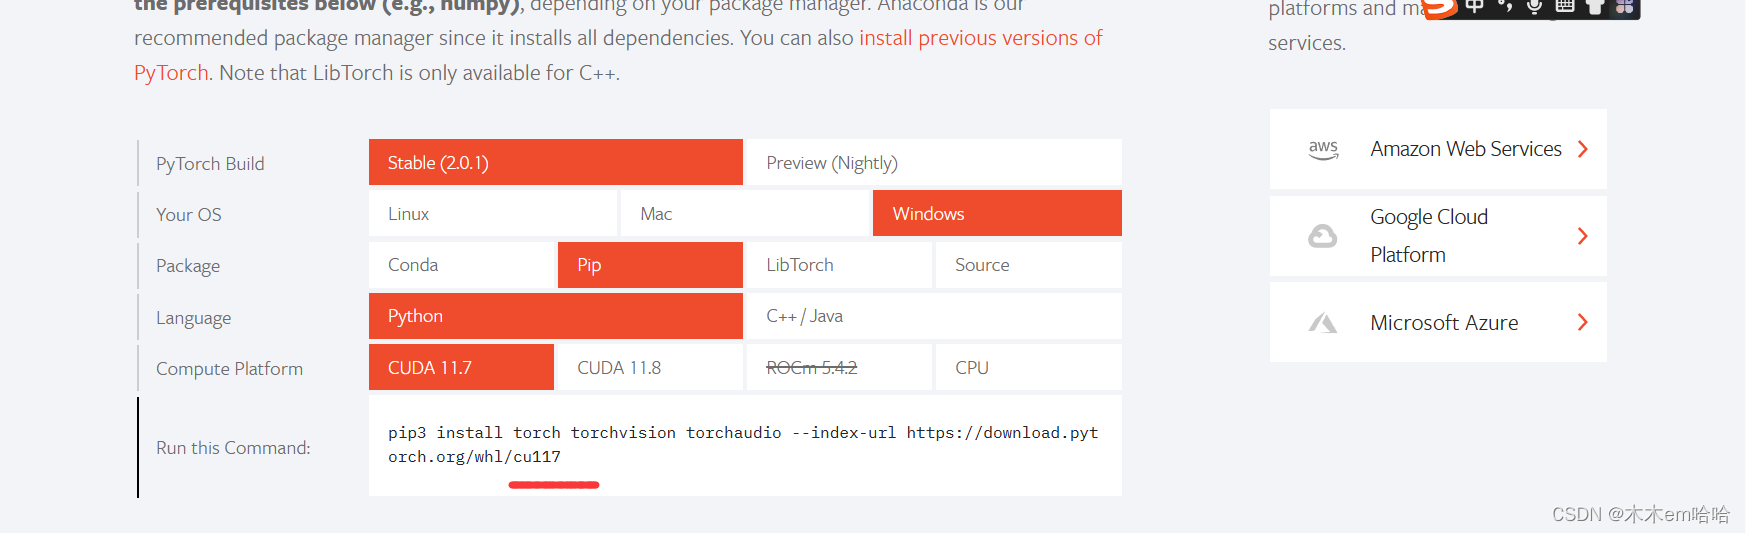 the prerequisites below (e.g., numpy), depending on your package manager. Anaconda is our
recommended package manager since it installs all dependencies. You can also install previous versions of
PyTorch. Note that LibTorch is only available for C++.
platforms and
services.
中
PyTorch Build
Stable (2.0.1)
Preview (Nightly)
Your OS
Linux
Mac
Windows
Package
Conda
Pip
LibTorch
Source
Language
Python
C++ / Java
Compute Platform
CUDA 11.7
CUDA 11.8
ROCm 5.4.2
CPU
Run this Command:
pip3 install torch torchvision torchaudio --index-url https://download.pyt
orch.org/whl/cu117
aws
Amazon Web Services
Google Cloud
Platform
Microsoft Azure
CSDN @木木em哈哈